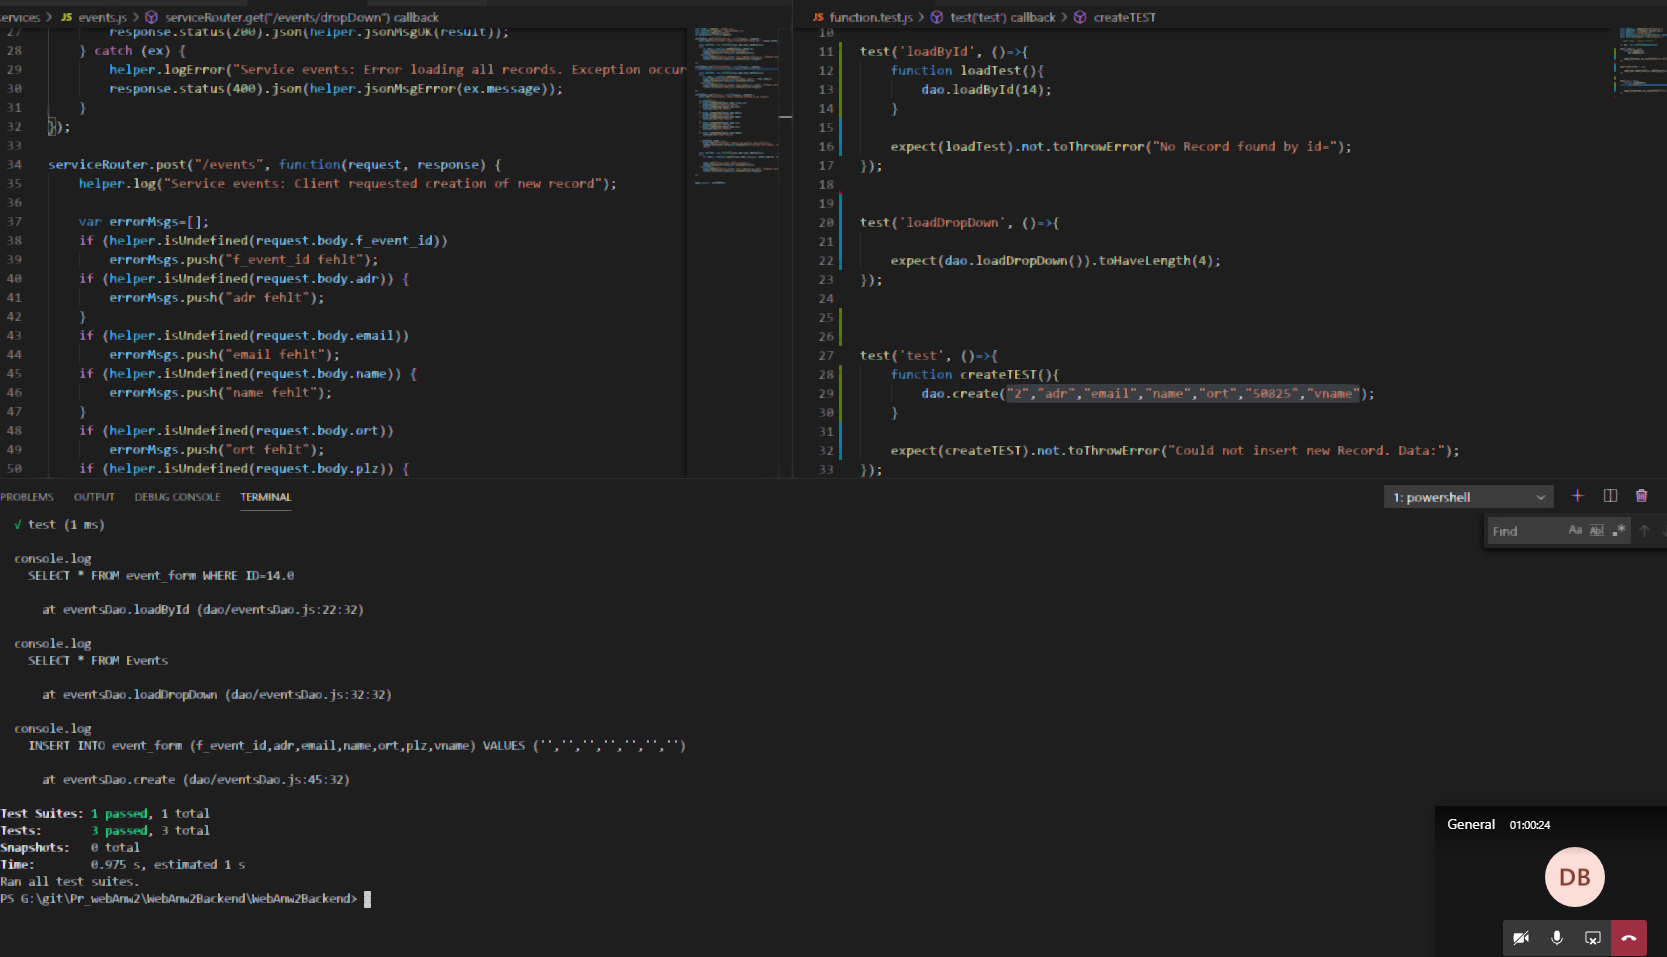 ervices > JS events.js > serviceRouter.get("/events/dropDown") callback
27 response.status(200).json(helper.jsonMsgOK(result));
28 } catch (ex) {
29 helper.logError("Service events: Error loading all records. Exception occur
30 response.status(400).json(helper.jsonMsgError(ex.message));
31 }
32 });
33
34 serviceRouter.post("/events", function(request, response) {
35 helper.log("Service events: Client requested creation of new record");
36
37 var errorMsgs=[];
38 if (helper.isUndefined(request.body.f_event_id))
39 errorMsgs.push("f_event_id fehlt");
40 if (helper.isUndefined(request.body.adr)) {
41 errorMsgs.push("adr fehlt");
42 }
43 if (helper.isUndefined(request.body.email))
44 errorMsgs.push("email fehlt");
45 if (helper.isUndefined(request.body.name)) {
46 errorMsgs.push("name fehlt");
47 }
48 if (helper.isUndefined(request.body.ort))
49 errorMsgs.push("ort fehlt");
50 if (helper.isUndefined(request.body.plz)) {
JS function.test.js > test('test') callback > createTEST
10
11 test('loadById', ()=>{
12 function loadTest(){
13 dao.loadById(14);
14 }
15
16 expect(loadTest).not.toThrowError("No Record found by id=");
17 });
18
19
20 test('loadDropDown', ()=>{
21
22 expect(dao.loadDropDown()).toHaveLength(4);
23 });
24
25
26
27 test('test', ()=>{
28 function createTEST(){
29 dao.create("2","adr","email","name","ort","50825","vname");
30 }
31
32 expect(createTEST).not.toThrowError("Could not insert new Record. Data:");
33 });
PROBLEMS OUTPUT DEBUG CONSOLE TERMINAL
1: powershell
Find Aa Abl .*
√ test (1 ms)
console.log
SELECT * FROM event_form WHERE ID=14.0
at eventsDao.loadById (dao/eventsDao.js:22:32)
console.log
SELECT * FROM Events
at eventsDao.loadDropDown (dao/eventsDao.js:32:32)
console.log
INSERT INTO event_form (f_event_id,adr,email,name,ort,plz,vname) VALUES ('','','','','','','')
at eventsDao.create (dao/eventsDao.js:45:32)
Test Suites: 1 passed, 1 total
Tests: 3 passed, 3 total
Snapshots: 0 total
Time: 0.975 s, estimated 1 s
Ran all test suites.
PS G:\git\Pr_webAnw2\WebAnw2Backend\WebAnw2Backend>
General 01:00:24
DB